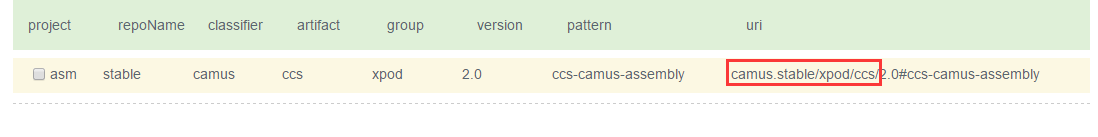 project repoName classifier artifact group version pattern uri
asm stable camus ccs xpod 2.0 ccs-camus-assembly camus.stable/xpod/ccs/2.0#ccs-camus-assembly